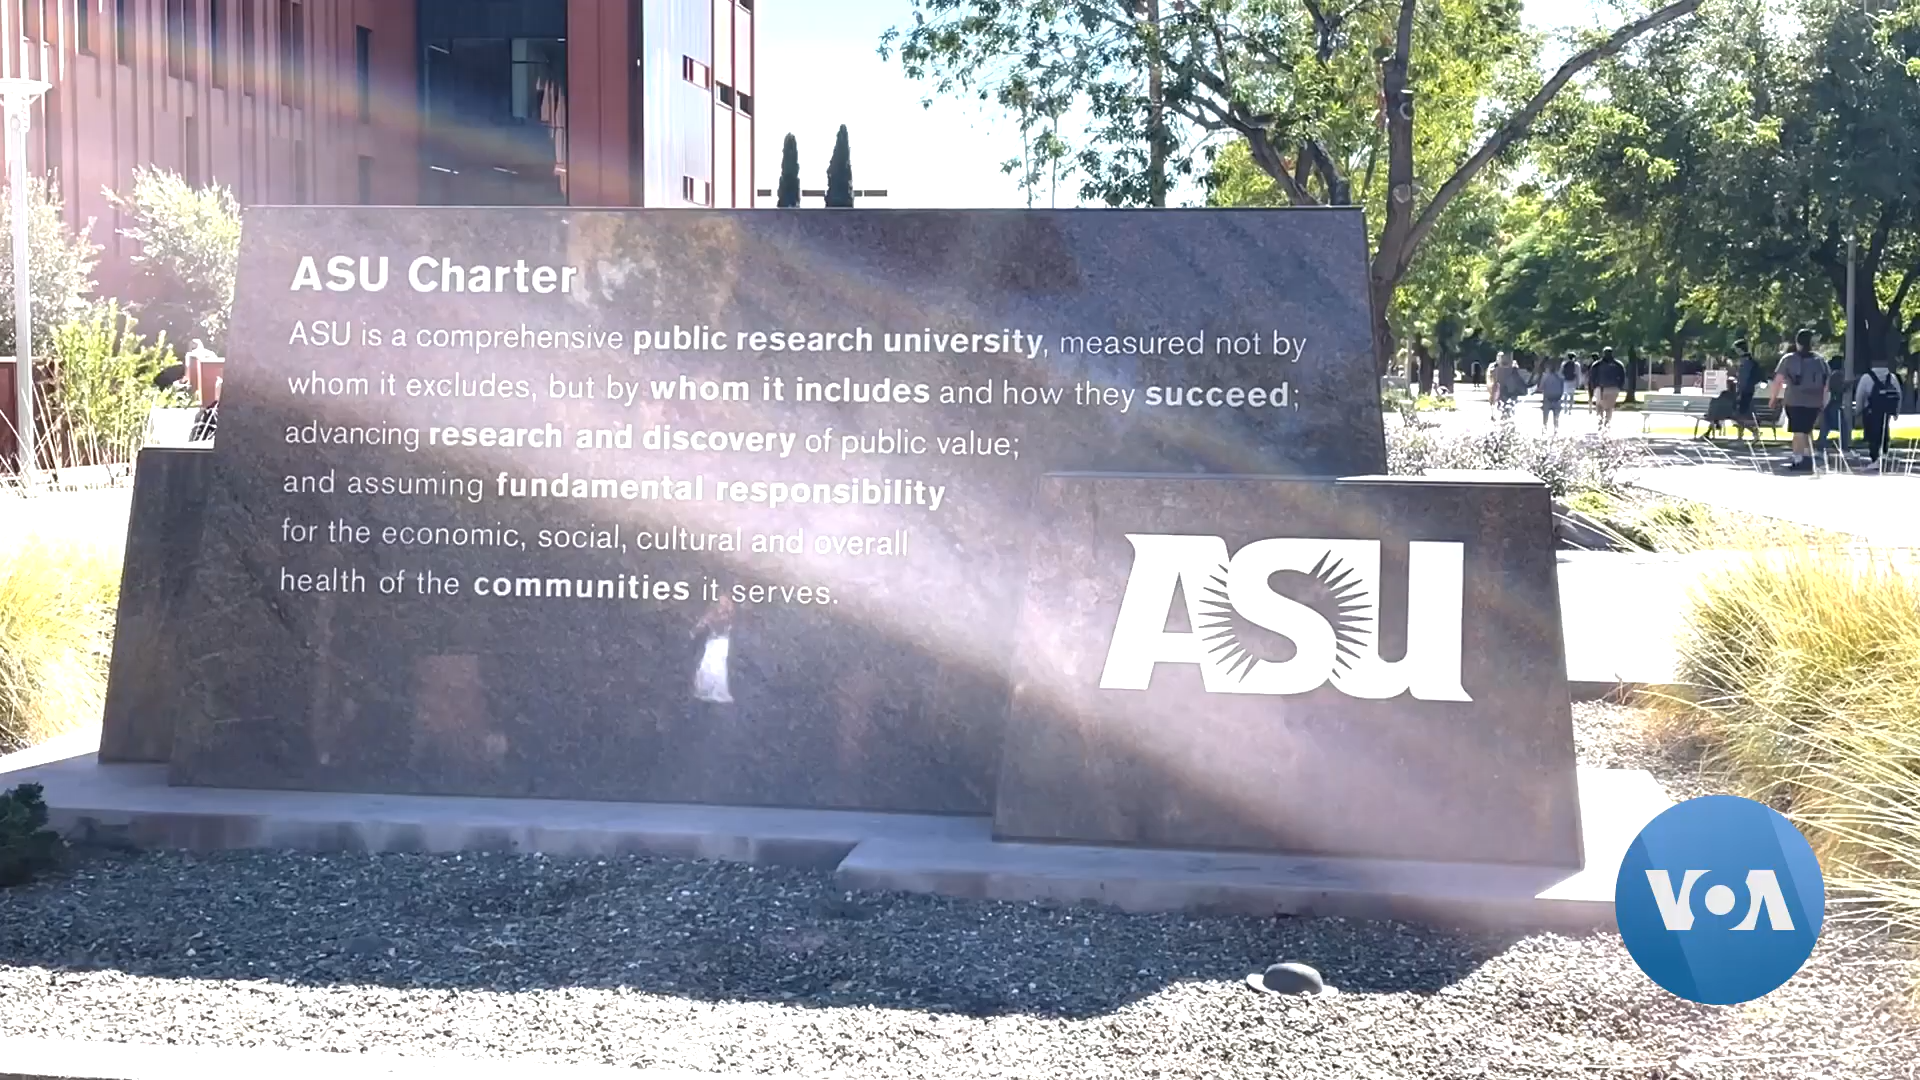 ASU Charter
ASU is a comprehensive public research university, measured not by
whom it excludes, but by whom it includes and how they succeed;
advancing research and discovery of public value;
and assuming fundamental responsibility
for the economic, social, cultural and overall
health of the communities it serves.
ASU
VOA